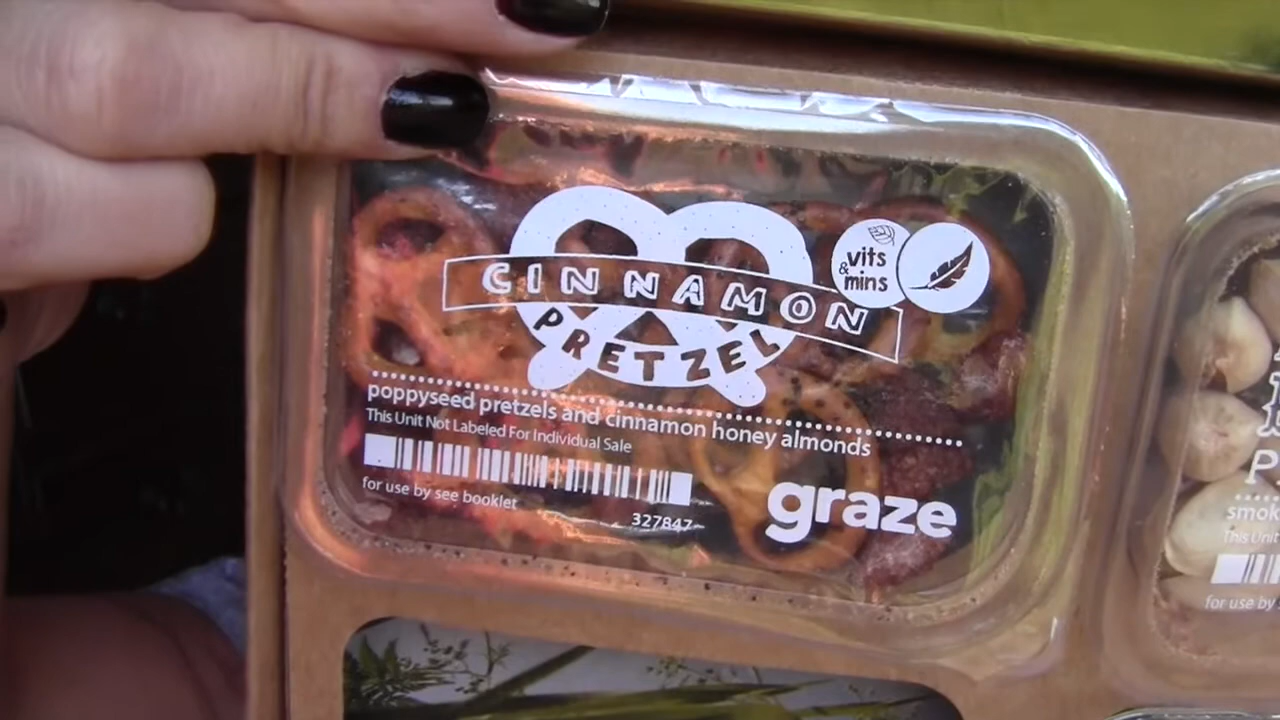 CINNAMON
PRETZEL
vits
& mins
poppyseed pretzels and cinnamon honey almonds
This Unit Not Labeled For Individual Sale
for use by see booklet
327847
graze
smok
This Unit
for use by